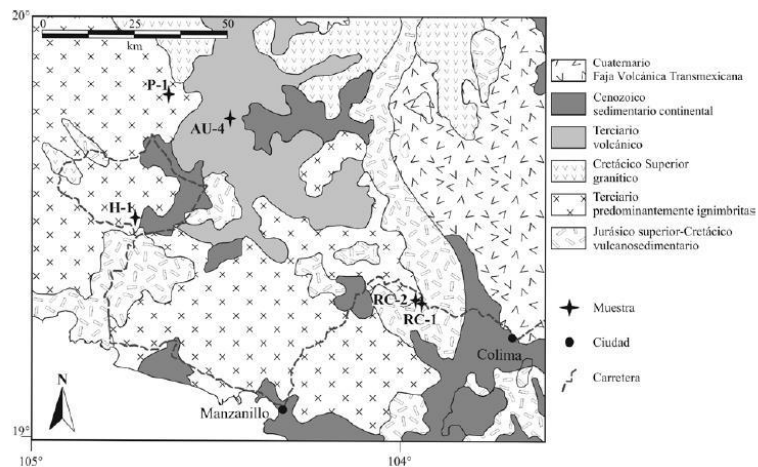 20°
0
25
50
km
P-1
AU-4
H-1
RC-2
RC-1
Colima
Manzanillo
N
19°
105°
104°
Cuaternario
Faja Volcánica Transmexicana
Cenozoico
sedimentario continental
Terciario
volcánico
Cretácico Superior
granítico
Terciario
predominantemente ignimbritas
Jurásico superior-Cretácico
vulcanosedimentario
Muestra
Ciudad
Carretera